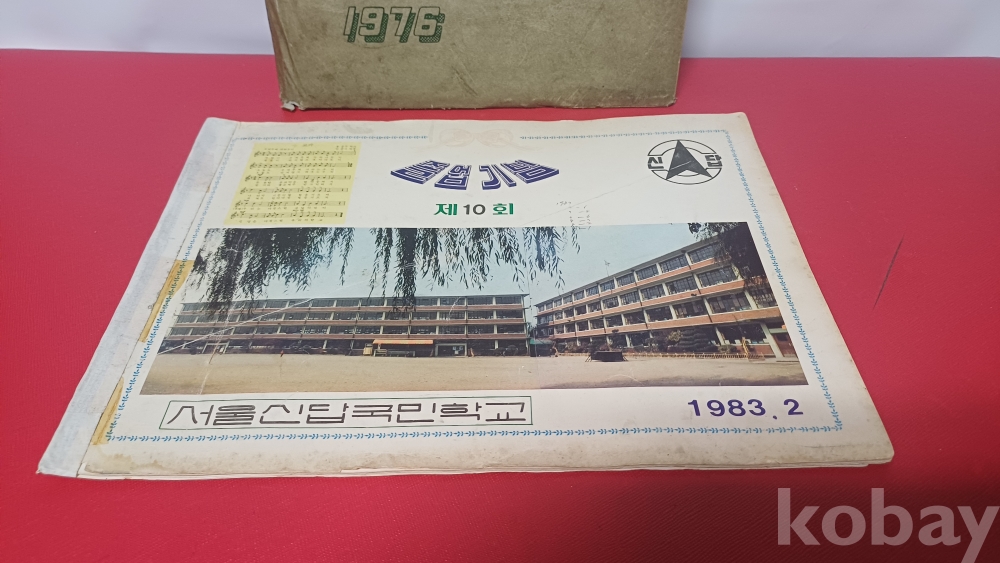 1976
졸업기념
제10회
신답
서울신답국민학교
1983.2
kobay